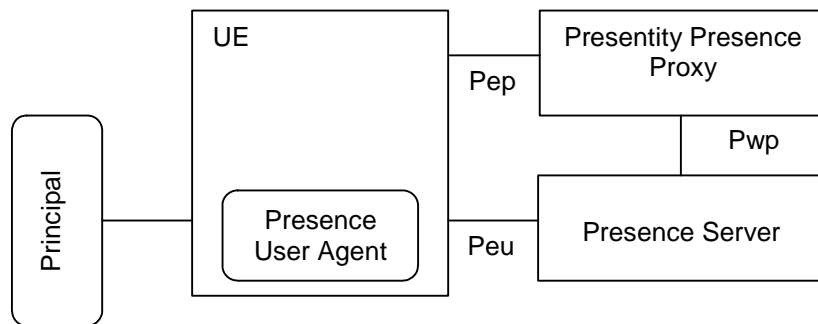 UE
Presentity Presence
Proxy
Pep
Pwp
Principal
Presence
User Agent
Peu
Presence Server